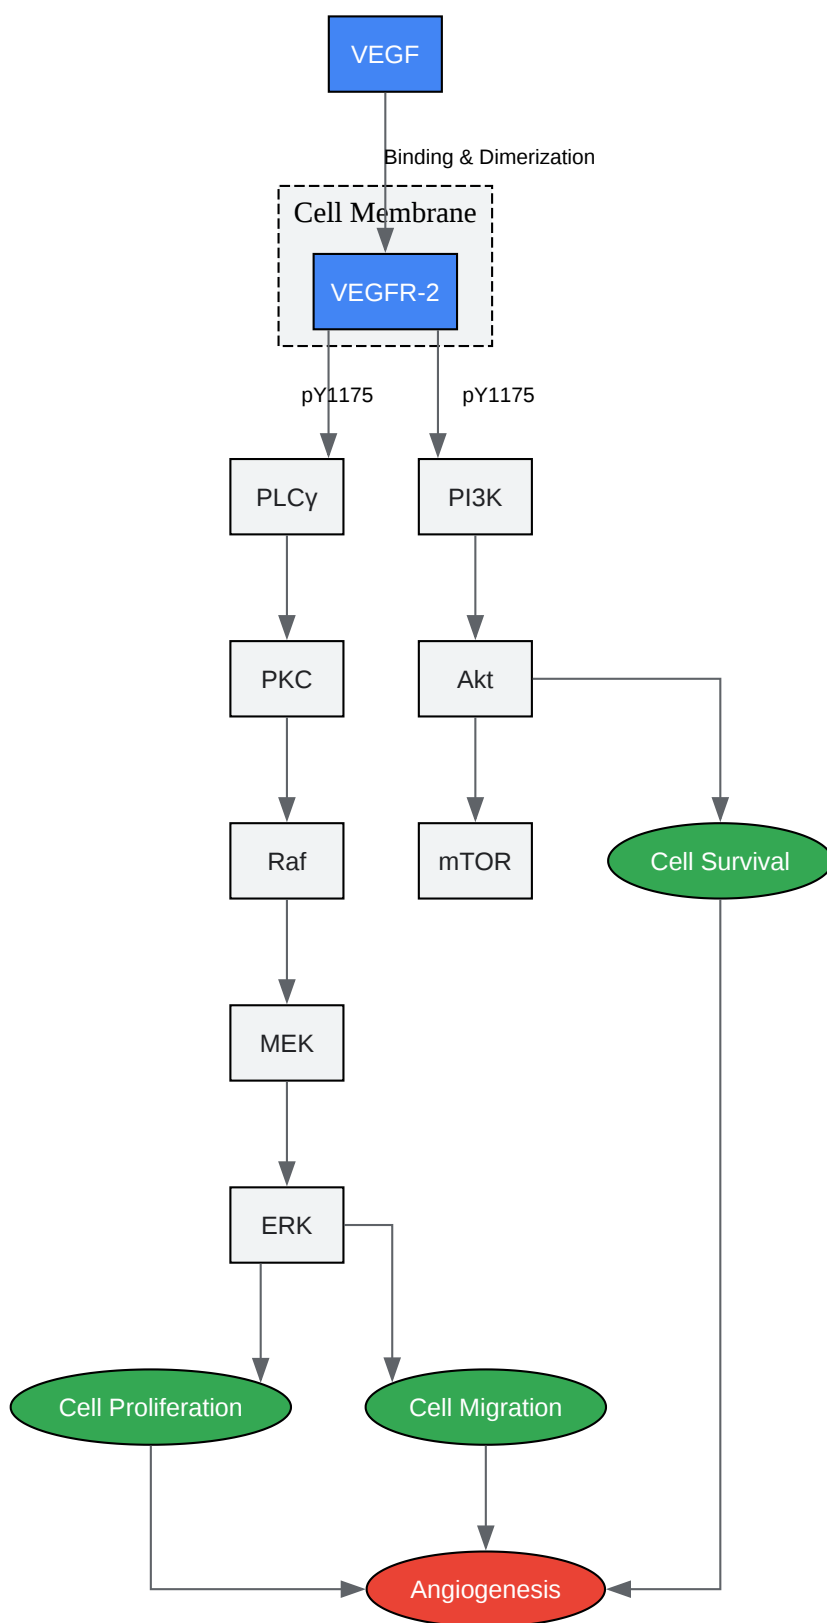 VEGF
Binding & Dimerization
Cell Membrane
VEGFR-2
pY1175
pY1175
PLCγ
PI3K
PKC
Akt
Raf
mTOR
Cell Survival
MEK
ERK
Cell Proliferation
Cell Migration
Angiogenesis